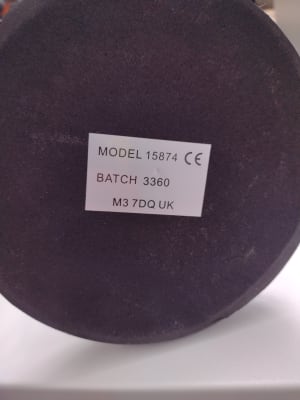 MODEL 15874 CE
BATCH 3360
M3 7DQ UK